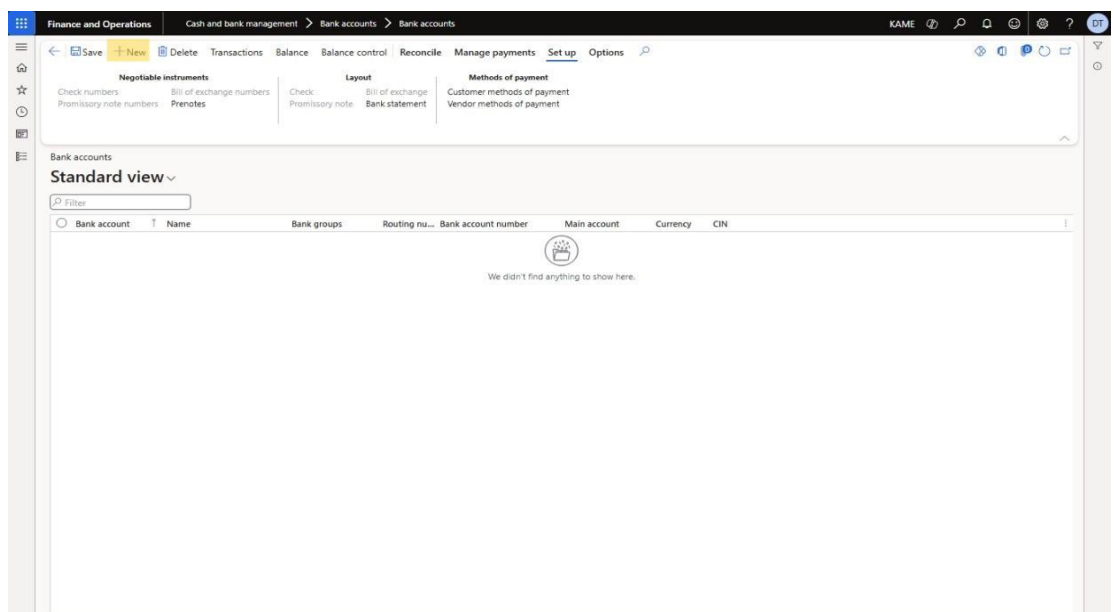 Finance and Operations Cash and bank management > Bank accounts > Bank accounts KAME ? DT
Save + New Delete Transactions Balance Balance control Reconcile Manage payments Set up Options 0
Negotiable instruments Layout Methods of payment
Check numbers Bill of exchange numbers Check Bill of exchange Customer methods of payment
Promissory note numbers Prenotes Promissory note Bank statement Vendor methods of payment
Bank accounts
Standard view
Filter
Bank account Name Bank groups Routing nu... Bank account number Main account Currency CIN
We didn't find anything to show here.